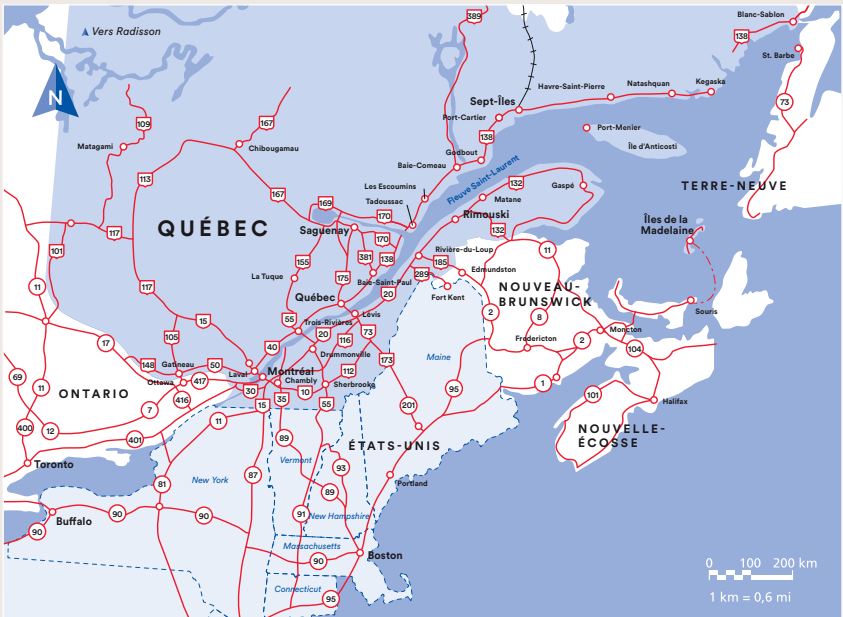 389
Blanc-Sablon
138
Vers Radisson
St. Barbe
N
Havre-Saint-Pierre
Natashquan
Kegaska
Sept-Îles
73
Port-Cartier
109
167
Port-Menier
138
Matagami
Chibougamau
Île d'Anticosti
Godbout
Baie-Comeau
Fleuve Saint-Laurent
113
Les Escoumins
132
Gaspé
TERRE-NEUVE
167
Tadoussac
Matane
169
170
Rimouski
Îles de la
Madelaine
QUÉBEC
117
Saguenay
170
132
101
Rivière-du-Loup
11
155
381
138
185
Edmundston
La Tuque
175
289
11
117
Baie-Saint-Paul
NOUVEAU-
BRUNSWICK
20
Fort Kent
Québec
2
8
Souris
15
55
Trois-Rivières
Lévis
Moncton
105
20
73
17
116
Fredericton
2
104
40
Drummonville
Maine
148
Gatineau
50
173
112
Laval
Montréal
69
Ottawa
417
Chambly
Sherbrooke
11
1
101
ONTARIO
30
10
95
416
35
Halifax
7
15
55
201
400
12
11
NOUVELLE-
ÉCOSSE
401
89
ÉTATS-UNIS
Toronto
Vermont
93
New York
87
81
Portland
89
90
90
91
New Hampshire
Buffalo
90
Massachusetts
Boston
90
0 100 200 km
Connecticut
95
1 km = 0,6 mi